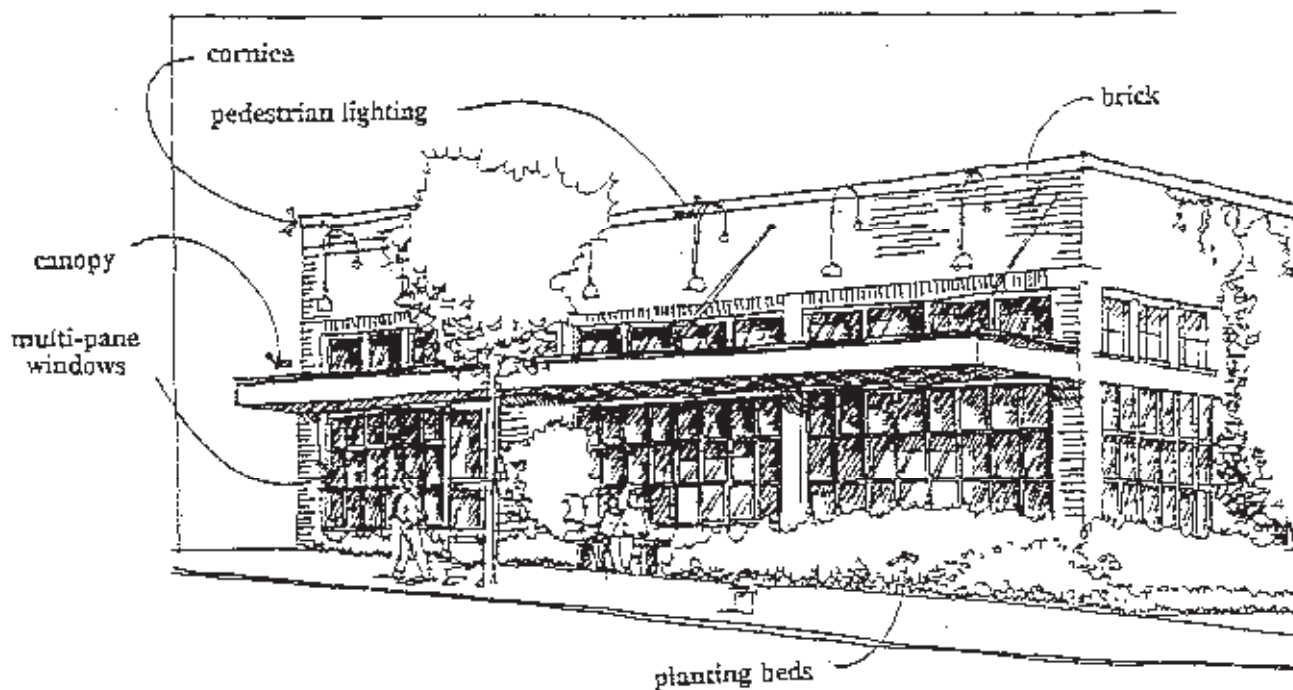 cornice
pedestrian lighting
brick
canopy
multi-pane
windows
planting beds